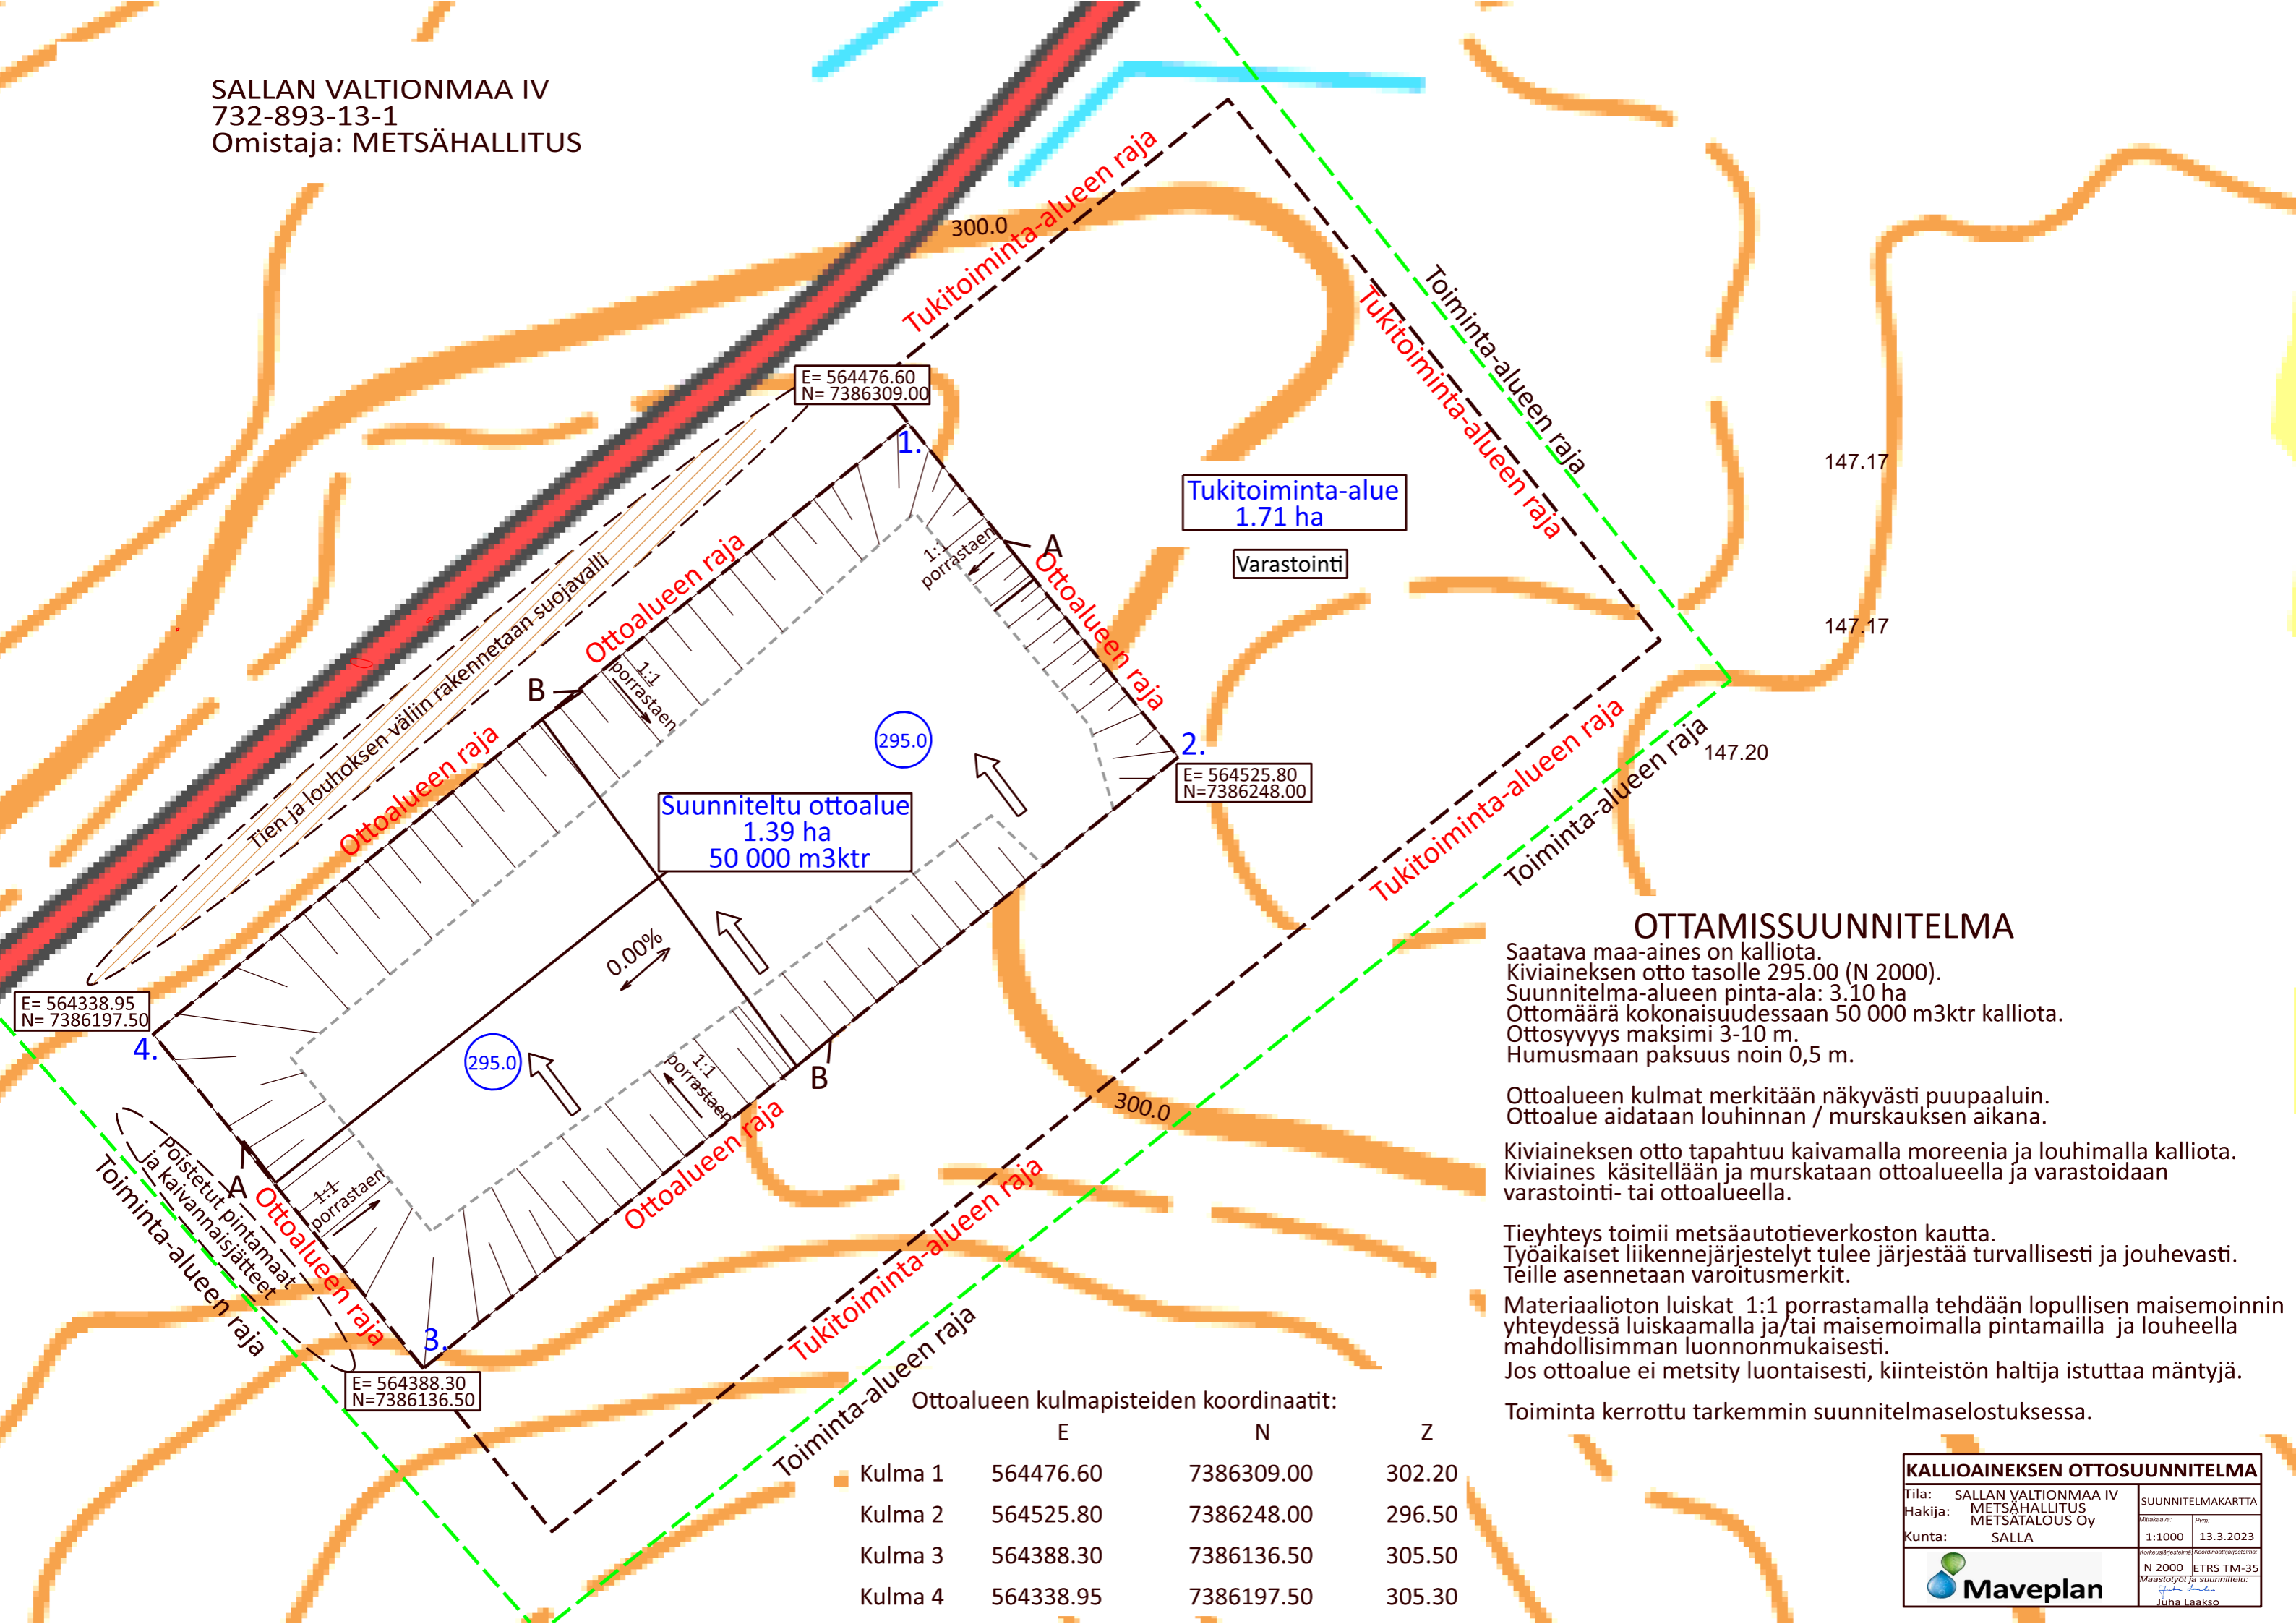 SALLAN VALTIONMAA IV
732-893-13-1
Omistaja: METSÄHALLITUS
300.0
Tukitoiminta-alueen raja
Toiminta-alueen raja
Tukitoiminta-alueen raja
E= 564476.60
N= 7386309.00
1.
147.17
Tukitoiminta-alue
1.71 ha
Varastointi
A
1:1
porrastaen
Ottoalueen raja
Ottoalueen raja
Tien ja louhoksen väliin rakennetaan suojavalli
147.17
B
1:1
porrastaen
295.0
2.
E= 564525.80
N=7386248.00
147.20
Ottoalueen raja
Suunniteltu ottoalue
1.39 ha
50 000 m3ktr
Tukitoiminta-alueen raja
Toiminta-alueen raja
0.00%
E= 564338.95
N= 7386197.50
4.
295.0
1:1
porrastaen
B
300.0
Ottoalueen raja
A
1:1
porrastaen
Poistetut pintamaat
ja kaivannaisjätteet
Ottoalueen raja
Toiminta-alueen raja
3.
E= 564388.30
N=7386136.50
Tukitoiminta-alueen raja
Toiminta-alueen raja
OTTAMISSUUNNITELMA
Saatava maa-aines on kalliota.
Kiviaineksen otto tasolle 295.00 (N 2000).
Suunnitelma-alueen pinta-ala: 3.10 ha
Ottomäärä kokonaisuudessaan 50 000 m3ktr kalliota.
Ottosyvyys maksimi 3-10 m.
Humusmaan paksuus noin 0,5 m.
Ottoalueen kulmat merkitään näkyvästi puupaaluin.
Ottoalue aidataan louhinnan / murskauksen aikana.
Kiviaineksen otto tapahtuu kaivamalla moreenia ja louhimalla kalliota.
Kiviaines käsitellään ja murskataan ottoalueella ja varastoidaan
varastointi- tai ottoalueella.
Tieyhteys toimii metsäautotieverkoston kautta.
Työaikaiset liikennejärjestelyt tulee järjestää turvallisesti ja jouhevasti.
Teille asennetaan varoitusmerkit.
Materiaalioton luiskat 1:1 porrastamalla tehdään lopullisen maisemoinnin
yhteydessä luiskaamalla ja/tai maisemoimalla pintamailla ja louheella
mahdollisimman luonnonmukaisesti.
Jos ottoalue ei metsity luontaisesti, kiinteistön haltija istuttaa mäntyjä.
Toiminta kerrottu tarkemmin suunnitelmaselostuksessa.
Ottoalueen kulmapisteiden koordinaatit:
E N Z
Kulma 1 564476.60 7386309.00 302.20
Kulma 2 564525.80 7386248.00 296.50
Kulma 3 564388.30 7386136.50 305.50
Kulma 4 564338.95 7386197.50 305.30
KALLIOAINEKSEN OTTOSUUNNITELMA
Tila: SALLAN VALTIONMAA IV
Hakija: METSÄHALLITUS
METSÄTALOUS Oy
Kunta: SALLA
SUUNNITELMAKARTTA
Mittakaava: Pvm:
1:1000 13.3.2023
Korkeusjärjestelmä: Koordinaattijärjestelmä:
N 2000 ETRS TM-35
Maastotyöt ja suunnittelu:
Juha Laakso
Maveplan